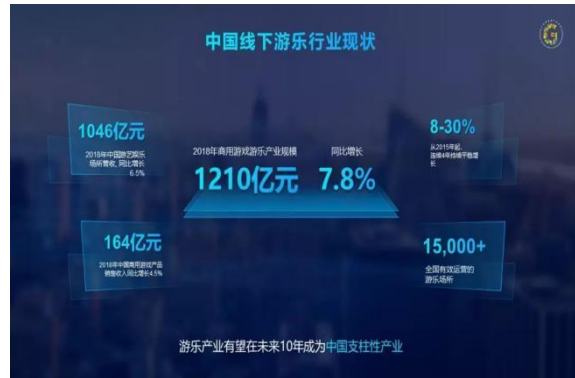 中国线下游乐行业现状
1046亿元
2018年中国游艺娱乐
场所营收, 同比增长
6.5%
2018年商用游戏游乐产业规模
1210亿元
同比增长
7.8%
8-30%
从2015年起,
连续4年持续平稳增
长
164亿元
2018年中国商用游戏产品
销售收入同比增长4.5%
15,000+
全国有效运营的
游乐场所
游乐产业有望在未来10年成为中国支柱性产业